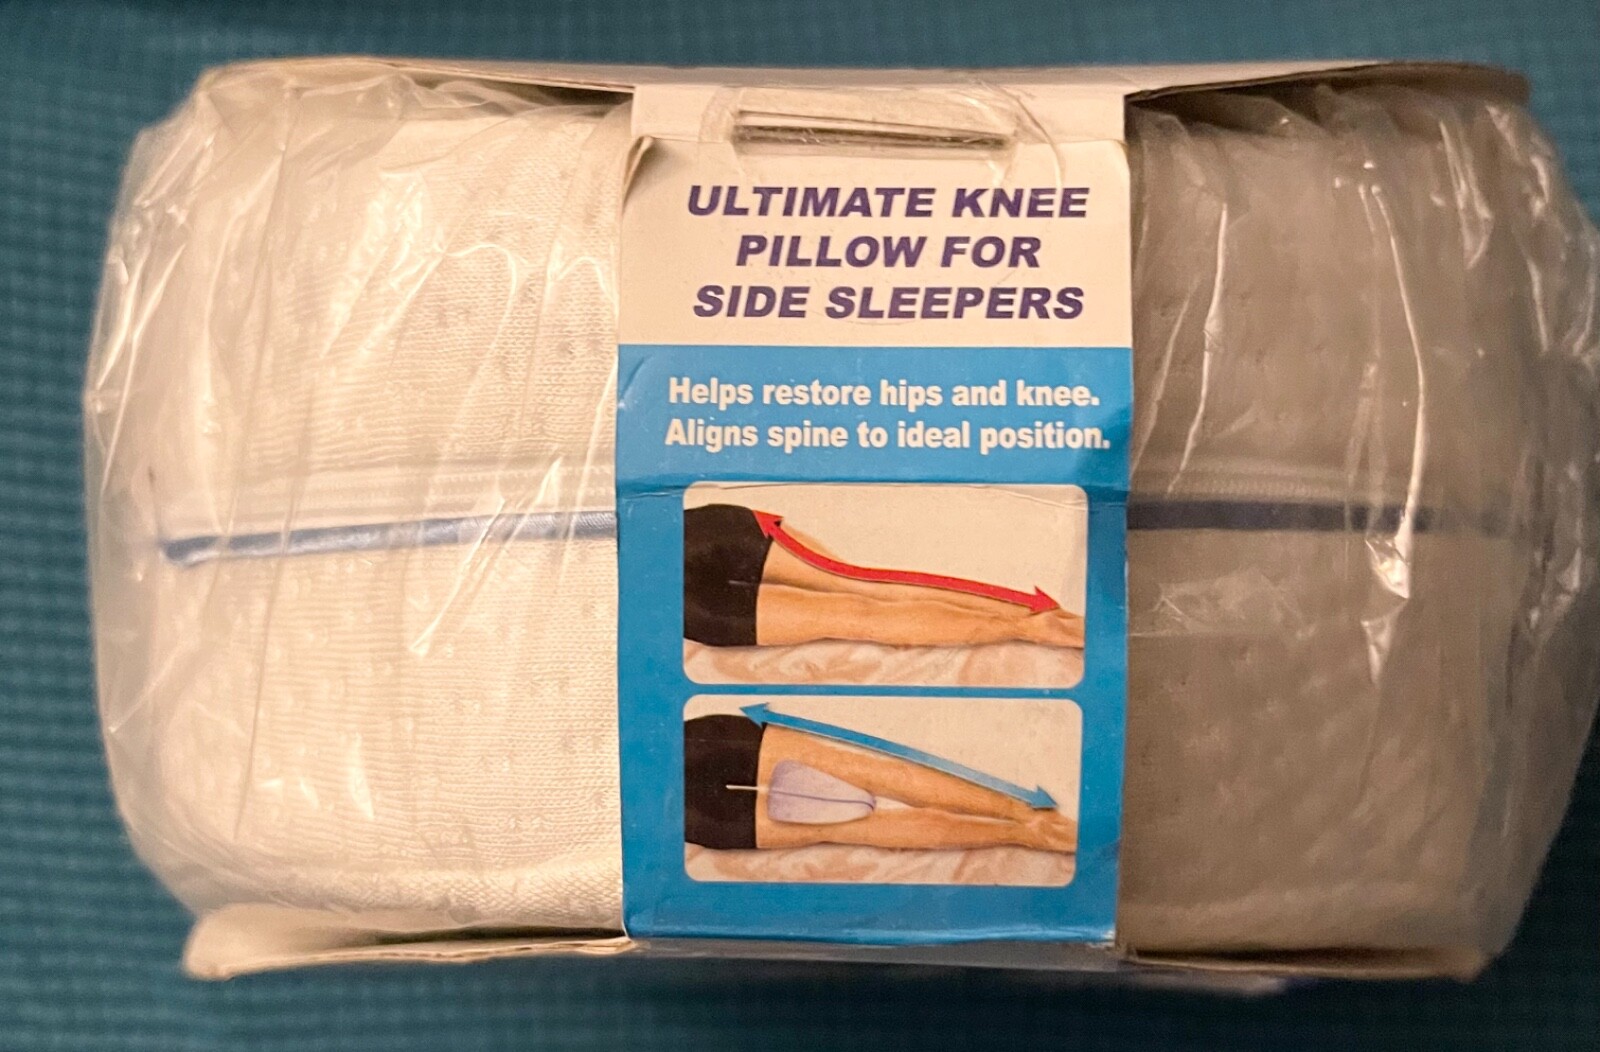 ULTIMATE KNEE
PILLOW FOR
SIDE SLEEPERS
Helps restore hips and knee.
Aligns spine to ideal position.